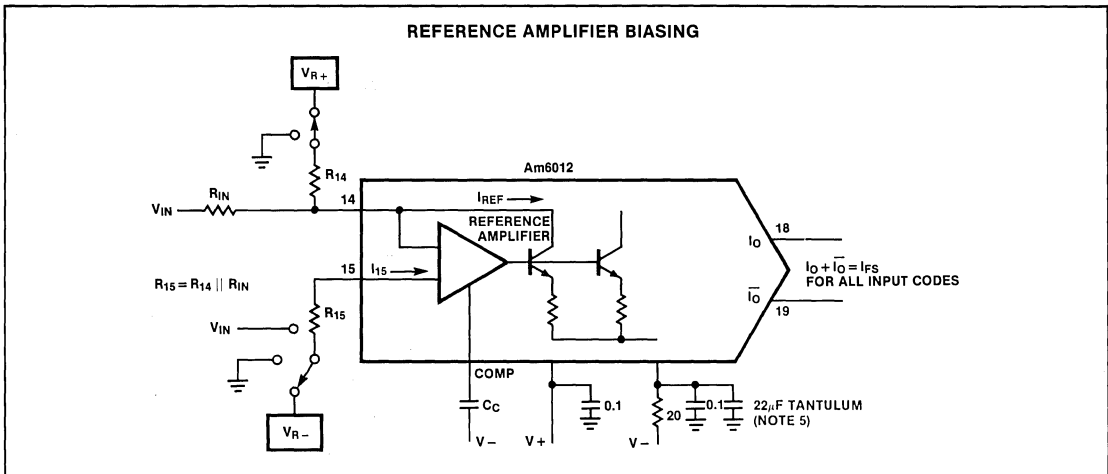 REFERENCE AMPLIFIER BIASING
VR+
R14
Am6012
RIN
VIN
14
IREF
REFERENCE
AMPLIFIER
18
IO
15
I15
IO + IO = IFS
FOR ALL INPUT CODES
R15 = R14 || RIN
IO
19
R15
VIN
COMP
CC
0.1
20
0.1
22μF TANTULUM
(NOTE 5)
VR–
V–
V+
V–